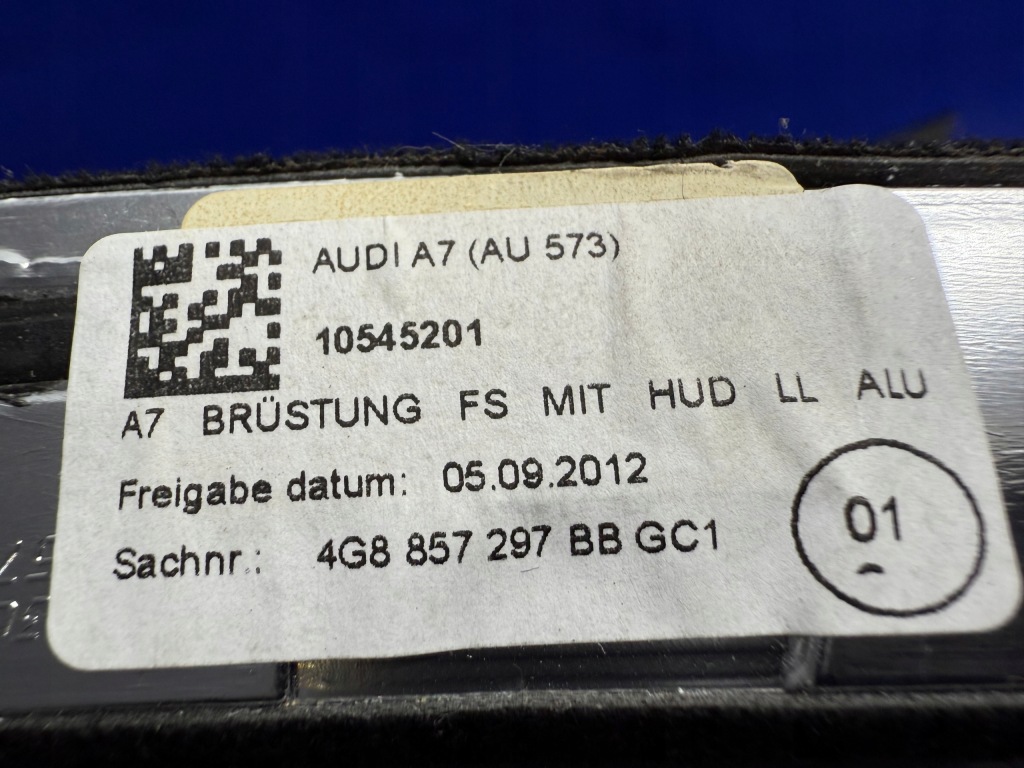 AUDI A7 (AU 573)
10545201
A7 BRÜSTUNG FS MIT HUD LL ALU
Freigabe datum: 05.09.2012
Sachnr.: 4G8 857 297 BB GC1
01